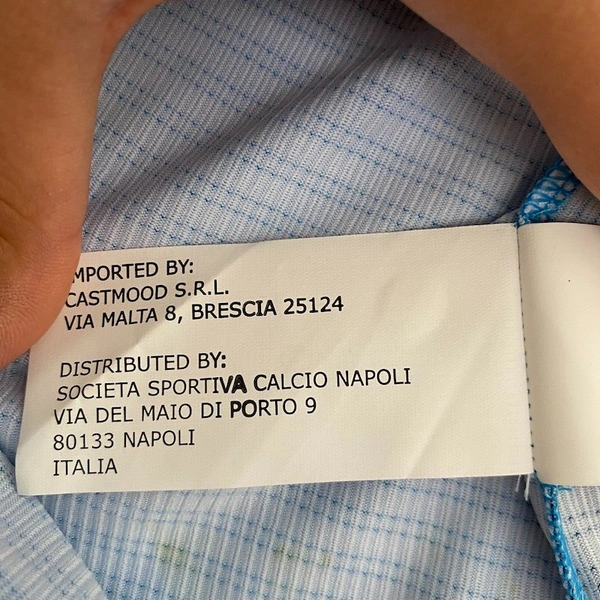 IMPORTED BY:
CASTMOOD S.R.L.
VIA MALTA 8, BRESCIA 25124
DISTRIBUTED BY:
SOCIETA SPORTIVA CALCIO NAPOLI
VIA DEL MAIO DI PORTO 9
80133 NAPOLI
ITALIA